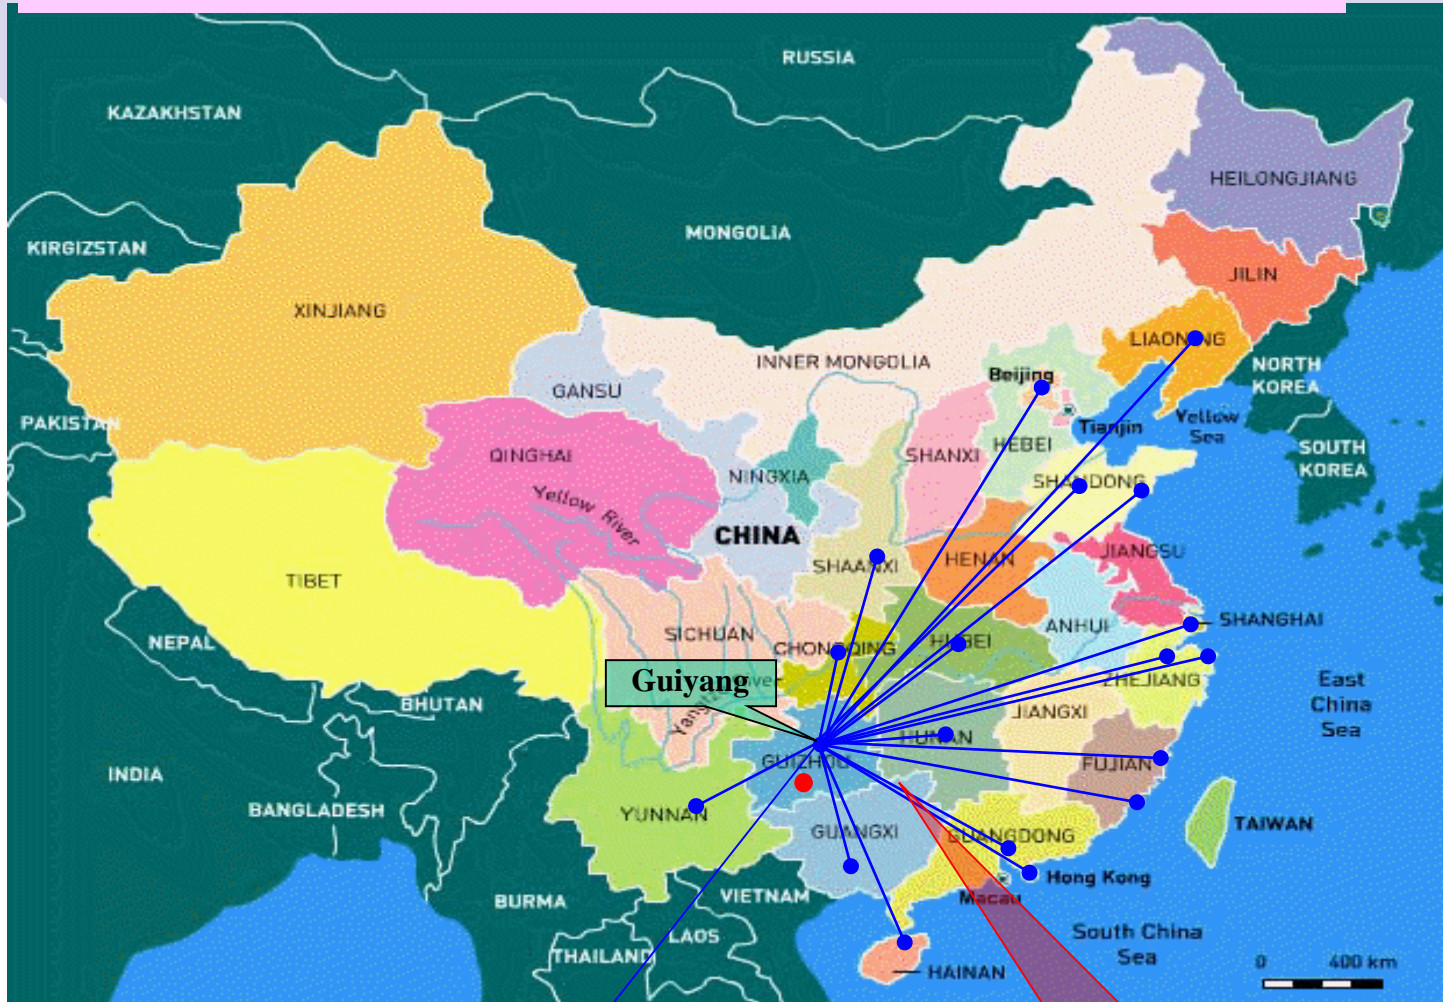 RUSSIA
KAZAKHSTAN
HEILONGJIANG
MONGOLIA
KIRGIZSTAN
JILIN
XINJIANG
LIAONING
INNER MONGOLIA
NORTH
KOREA
Beijing
GANSU
Yellow
Sea
PAKISTAN
Tianjin
HEBEI
SHANXI
QINGHAI
SOUTH
KOREA
NINGXIA
SHANDONG
Yellow River
CHINA
JIANGSU
HENAN
SHAANXI
TIBET
SHANGHAI
ANHUI
SICHUAN
HUBEI
CHONGQING
NEPAL
Guiyang
ZHEJIANG
East
China
Sea
BHUTAN
JIANGXI
HUNAN
GUIZHOU
FUJIAN
INDIA
BANGLADESH
YUNNAN
TAIWAN
GUANGXI
GUANGDONG
Hong Kong
VIETNAM
Macau
BURMA
South China
Sea
LAOS
THAILAND
0 400 km
HAINAN